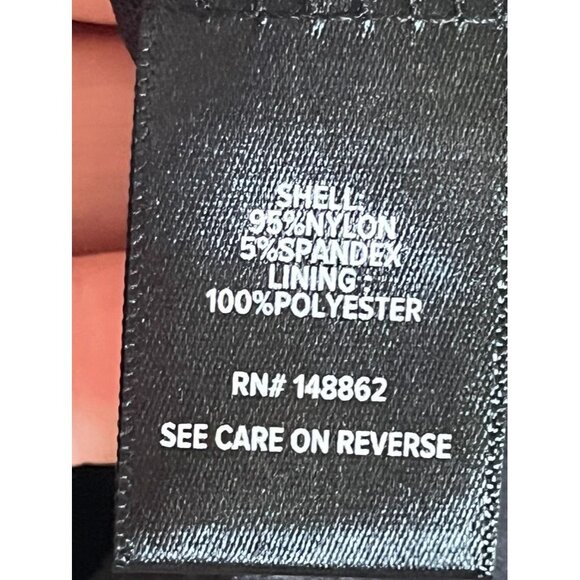 SHELL:
95%NYLON
5%SPANDEX
LINING :
100%POLYESTER
RN# 148862
SEE CARE ON REVERSE